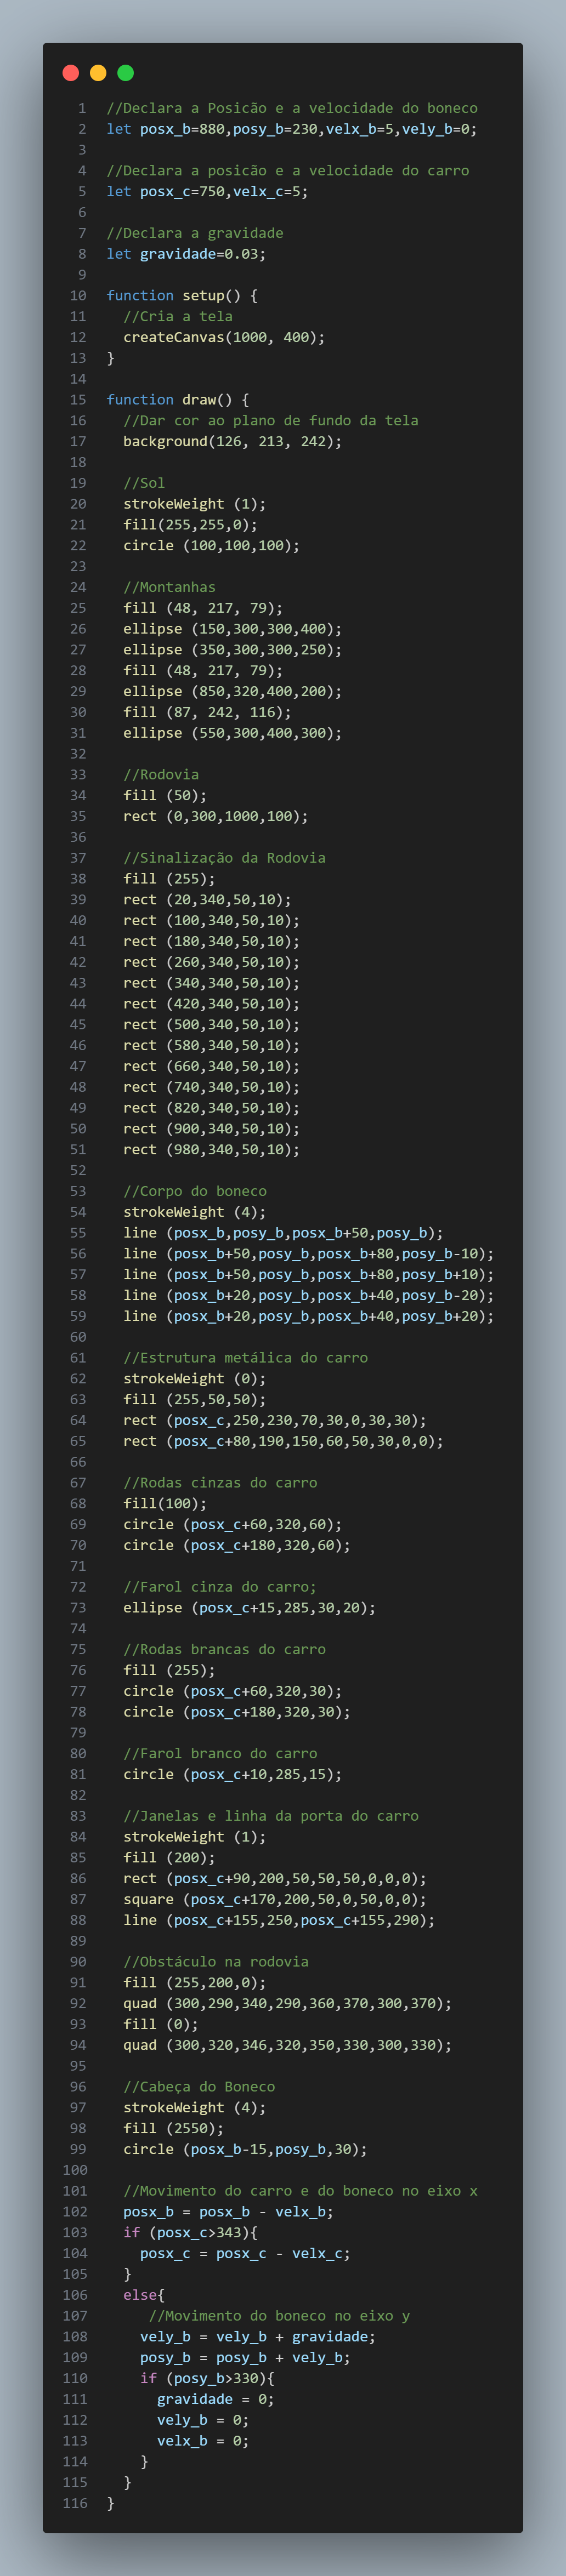 1 //Declara a Posicão e a velocidade do boneco
2 let posx_b=880,posy_b=230,velx_b=5,vely_b=0;
3
4 //Declara a posicão e a velocidade do carro
5 let posx_c=750,velx_c=5;
6
7 //Declara a gravidade
8 let gravidade=0.03;
9
10 function setup() {
11   //Cria a tela
12   createCanvas(1000, 400);
13 }
14
15 function draw() {
16   //Dar cor ao plano de fundo da tela
17   background(126, 213, 242);
18
19   //Sol
20   strokeWeight (1);
21   fill(255,255,0);
22   circle (100,100,100);
23
24   //Montanhas
25   fill (48, 217, 79);
26   ellipse (150,300,300,400);
27   ellipse (350,300,300,250);
28   fill (48, 217, 79);
29   ellipse (850,320,400,200);
30   fill (87, 242, 116);
31   ellipse (550,300,400,300);
32
33   //Rodovia
34   fill (50);
35   rect (0,300,1000,100);
36
37   //Sinalização da Rodovia
38   fill (255);
39   rect (20,340,50,10);
40   rect (100,340,50,10);
41   rect (180,340,50,10);
42   rect (260,340,50,10);
43   rect (340,340,50,10);
44   rect (420,340,50,10);
45   rect (500,340,50,10);
46   rect (580,340,50,10);
47   rect (660,340,50,10);
48   rect (740,340,50,10);
49   rect (820,340,50,10);
50   rect (900,340,50,10);
51   rect (980,340,50,10);
52
53   //Corpo do boneco
54   strokeWeight (4);
55   line (posx_b,posy_b,posx_b+50,posy_b);
56   line (posx_b+50,posy_b,posx_b+80,posy_b-10);
57   line (posx_b+50,posy_b,posx_b+80,posy_b+10);
58   line (posx_b+20,posy_b,posx_b+40,posy_b-20);
59   line (posx_b+20,posy_b,posx_b+40,posy_b+20);
60
61   //Estrutura metálica do carro
62   strokeWeight (0);
63   fill (255,50,50);
64   rect (posx_c,250,230,70,30,0,30,30);
65   rect (posx_c+80,190,150,60,50,30,0,0);
66
67   //Rodas cinzas do carro
68   fill(100);
69   circle (posx_c+60,320,60);
70   circle (posx_c+180,320,60);
71
72   //Farol cinza do carro;
73   ellipse (posx_c+15,285,30,20);
74
75   //Rodas brancas do carro
76   fill (255);
77   circle (posx_c+60,320,30);
78   circle (posx_c+180,320,30);
79
80   //Farol branco do carro
81   circle (posx_c+10,285,15);
82
83   //Janelas e linha da porta do carro
84   strokeWeight (1);
85   fill (200);
86   rect (posx_c+90,200,50,50,50,0,0,0);
87   square (posx_c+170,200,50,0,50,0,0);
88   line (posx_c+155,250,posx_c+155,290);
89
90   //Obstáculo na rodovia
91   fill (255,200,0);
92   quad (300,290,340,290,360,370,300,370);
93   fill (0);
94   quad (300,320,346,320,350,330,300,330);
95
96   //Cabeça do Boneco
97   strokeWeight (4);
98   fill (2550);
99   circle (posx_b-15,posy_b,30);
100
101   //Movimento do carro e do boneco no eixo x
102   posx_b = posx_b - velx_b;
103   if (posx_c>343){
104     posx_c = posx_c - velx_c;
105   }
106   else{
107      //Movimento do boneco no eixo y
108     vely_b = vely_b + gravidade;
109     posy_b = posy_b + vely_b;
110     if (posy_b>330){
111       gravidade = 0;
112       vely_b = 0;
113       velx_b = 0;
114     }
115   }
116 }